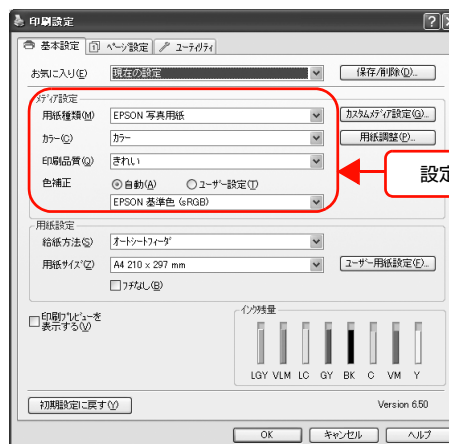 印刷設定
基本設定 ページ設定 ユーティリティ
お気に入り(E) 現在の設定 保存/削除(D)...
メディア設定
用紙種類(M) EPSON 写真用紙 カスタムメディア設定(G)...
カラー(C) カラー 用紙調整(P)...
印刷品質(Q) きれい
色補正 自動(A) ユーザー設定(T)
EPSON 基準色 (sRGB)
設定
用紙設定
給紙方法(S) オートシートフィーダ
用紙サイズ(Z) A4 210 x 297 mm ユーザー用紙設定(F)...
フチなし(B)
印刷プレビューを
表示する(V)
インク残量
LGY VLM LC GY BK C VM Y
初期設定に戻す(Y) Version 6.50
OK キャンセル ヘルプ